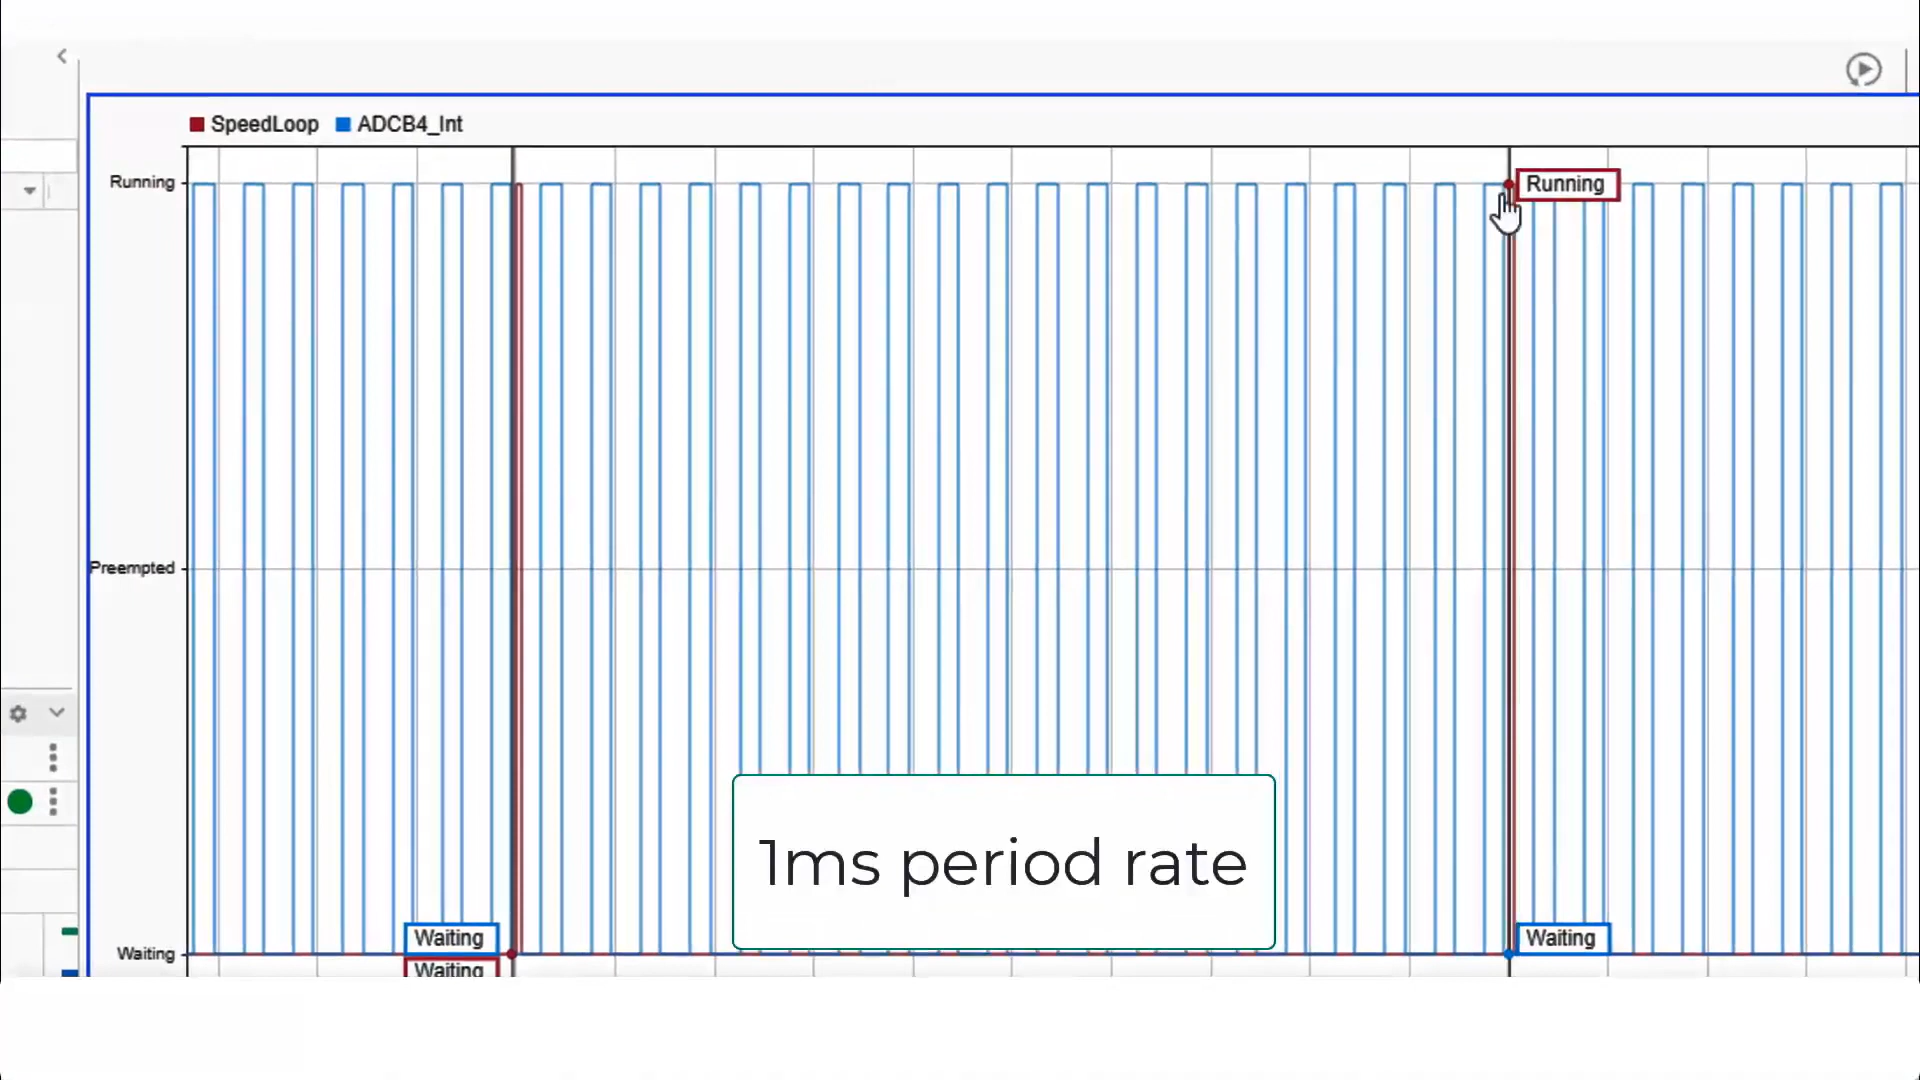 SpeedLoop ADCB4_Int
Running
Running
Preempted
1ms period rate
Waiting
Waiting
Waiting
Waiting